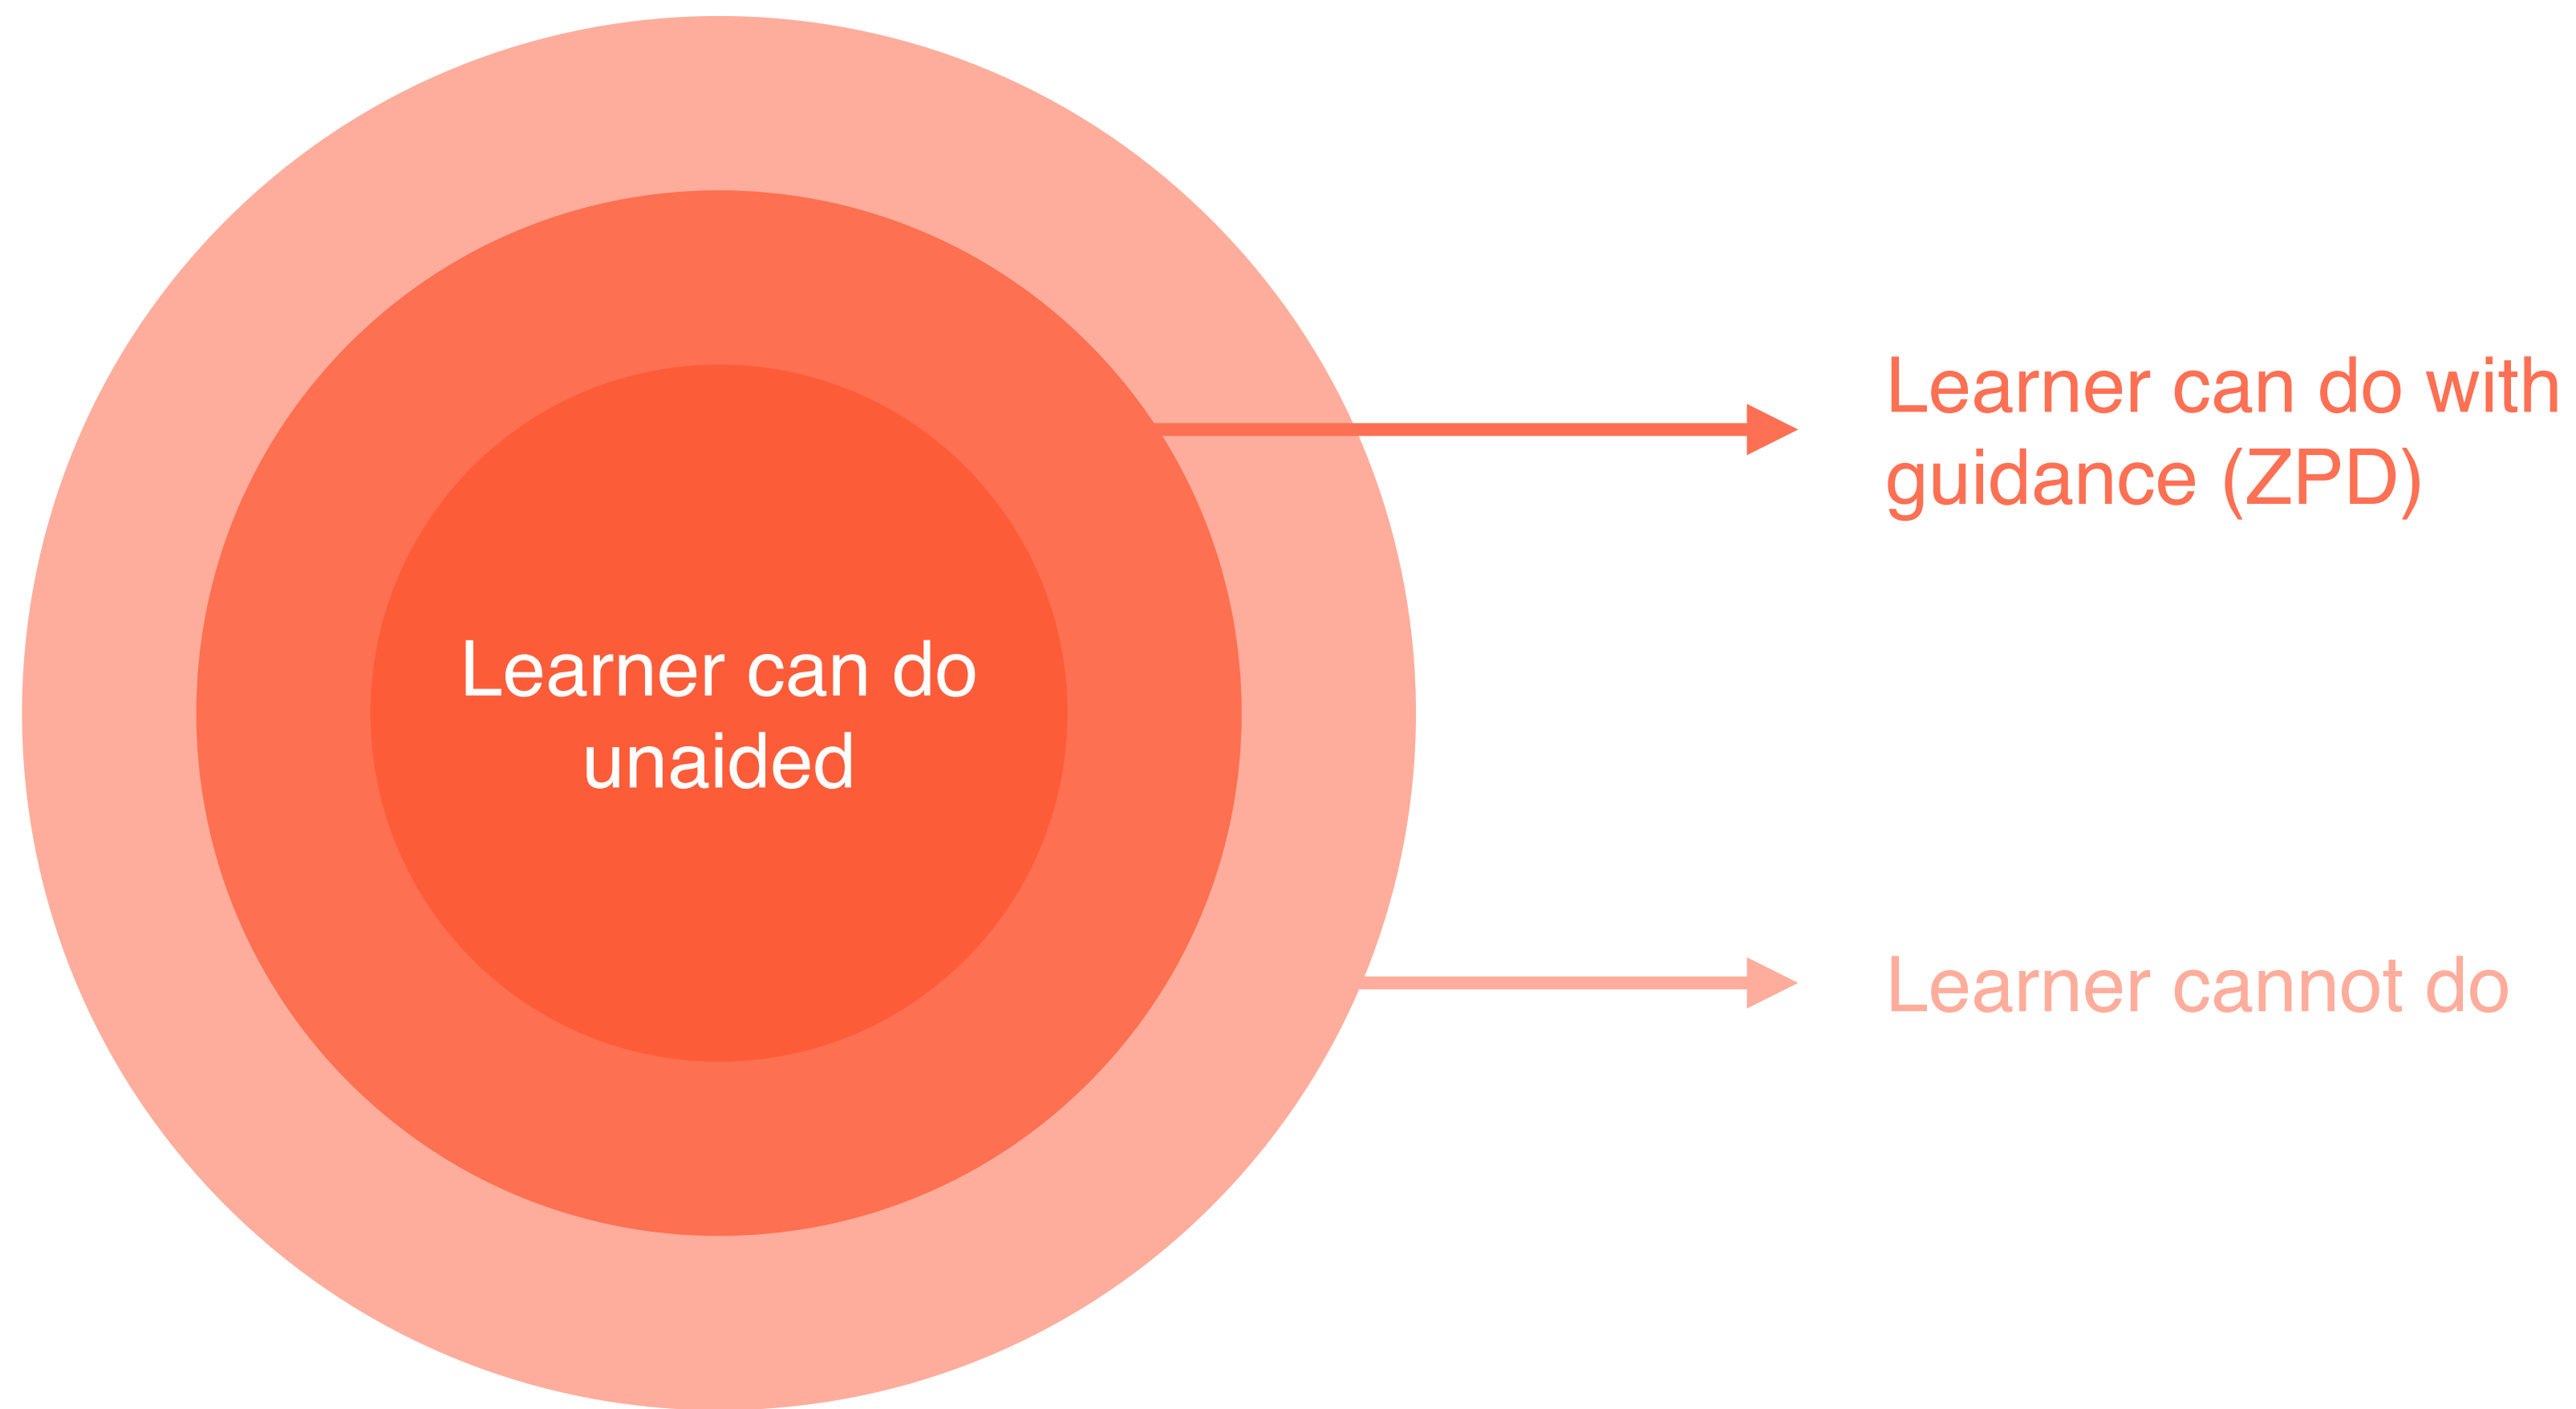 Learner can do
unaided
Learner can do with
guidance (ZPD)
Learner cannot do